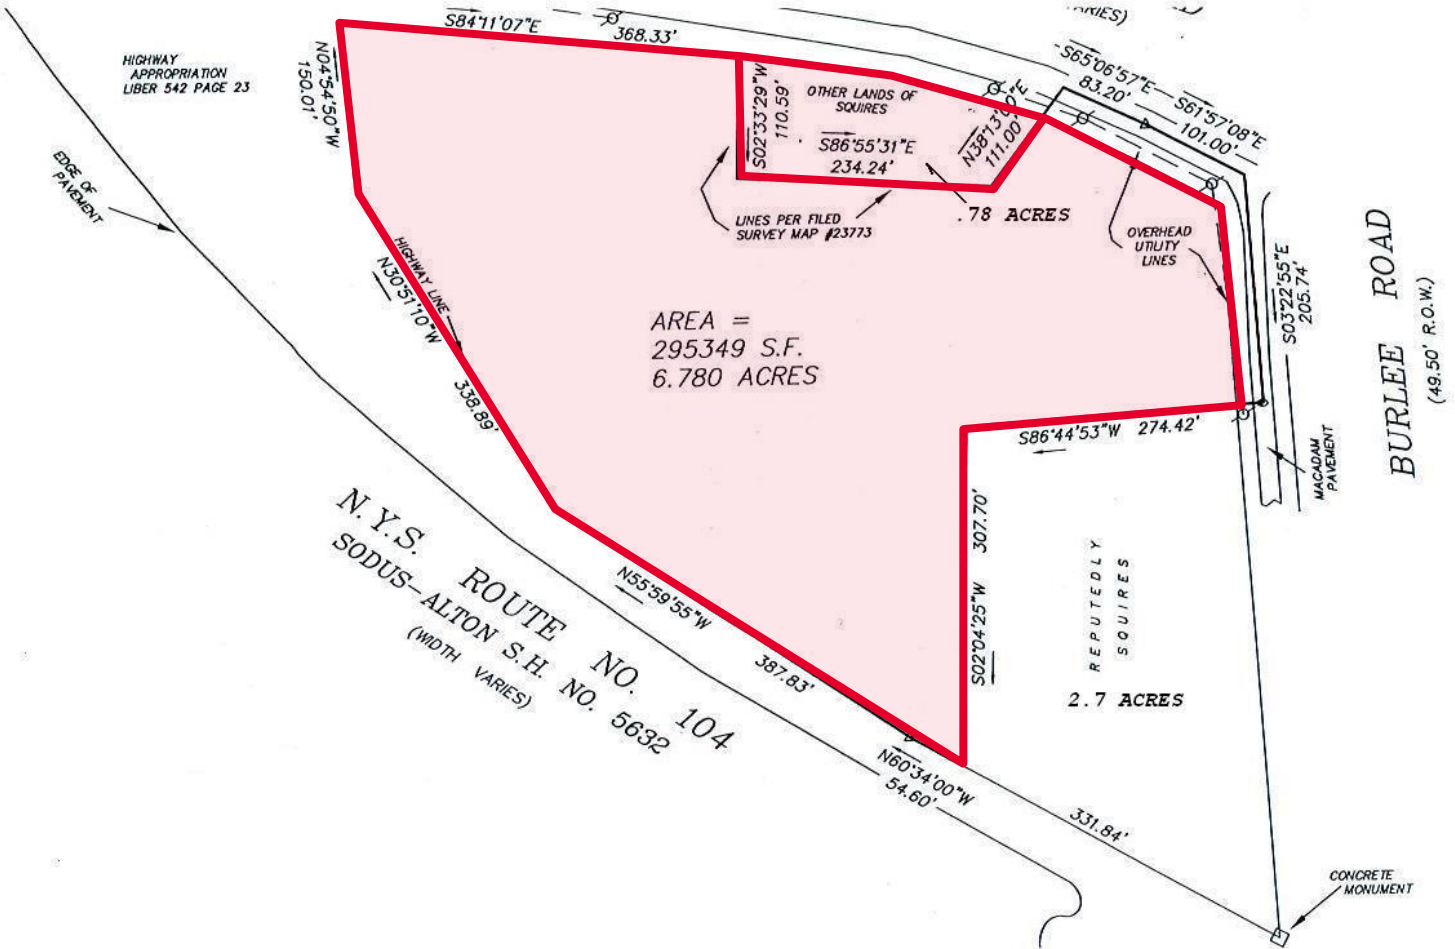 S84°11'07"E
368.33'
HIGHWAY
APPROPRIATION
LIBER 542 PAGE 23
N04°54'50"W
150.01'
S02°33'29"W
110.59'
OTHER LANDS OF
SQUIRES
S86°55'31"E
234.24'
N38°13'00"E
111.00'
S65°06'57"E
83.20'
S61°57'08"E
101.00'
EDGE OF
PAVEMENT
LINES PER FILED
SURVEY MAP #23773
.78 ACRES
OVERHEAD
UTILITY
LINES
S03°22'55"E
205.74'
BURLEE ROAD
(49.50' R.O.W.)
HIGHWAY LINE
N30°51'10"W
338.89'
AREA =
295349 S.F.
6.780 ACRES
S86°44'53"W 274.42'
MACADAM
PAVEMENT
S02°04'25"W 307.70'
REPUTEDLY
SQUIRES
2.7 ACRES
N.Y.S. ROUTE NO. 104
SODUS-ALTON S.H. NO. 5632
(WIDTH VARIES)
N55°59'55"W
387.83'
N60°34'00"W
54.60'
331.84'
CONCRETE
MONUMENT